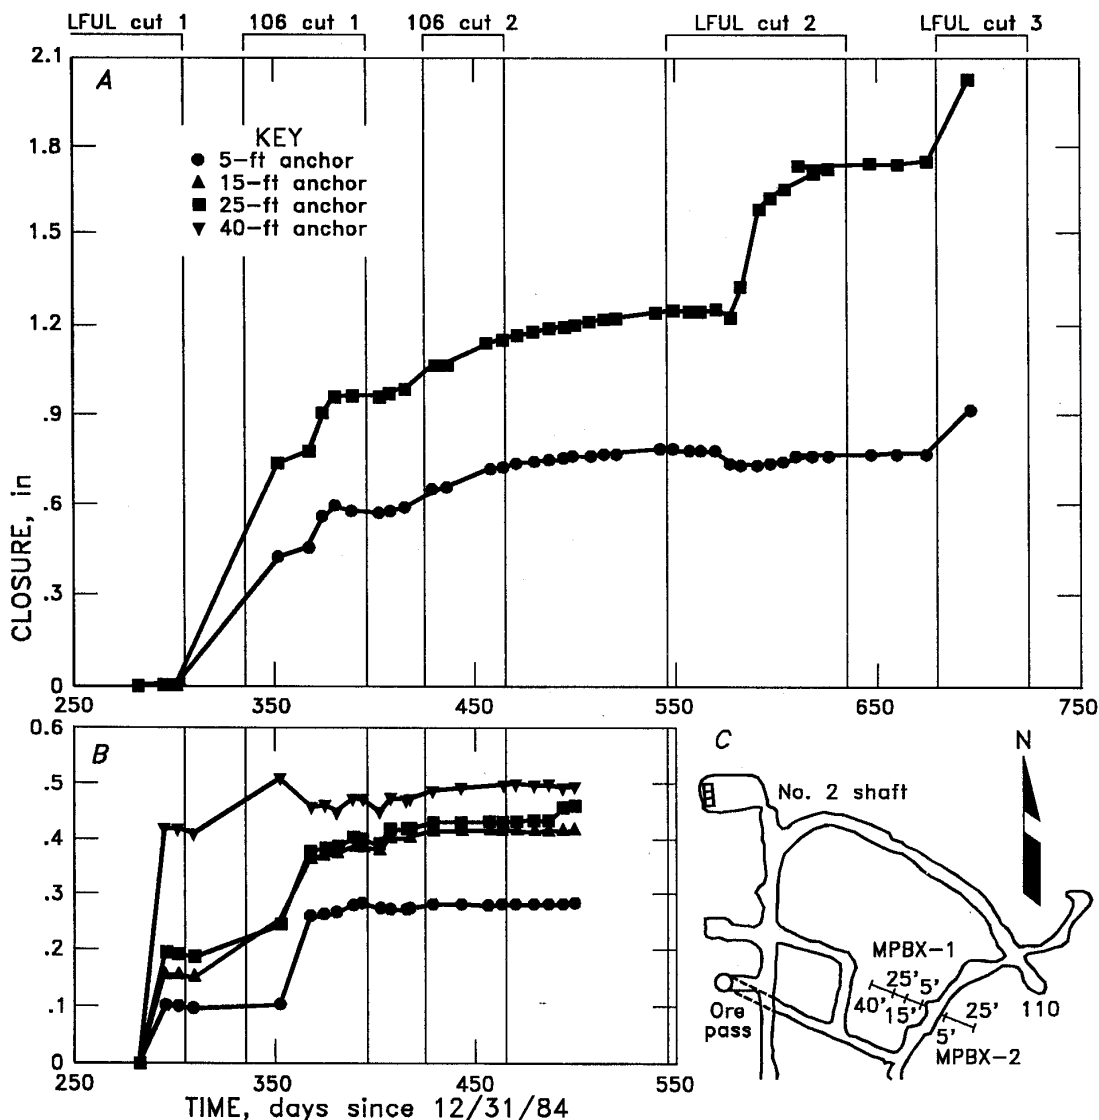 LFUL cut 1
106 cut 1
106 cut 2
LFUL cut 2
LFUL cut 3
A
2.1
1.8
1.5
1.2
.9
.6
.3
0
CLOSURE, in
KEY
5-ft anchor
15-ft anchor
25-ft anchor
40-ft anchor
250
350
450
550
650
750
B
0.6
.5
.4
.3
.2
.1
0
250
350
450
550
TIME, days since 12/31/84
C
N
No. 2 shaft
MPBX-1
25'
5'
40'
15'
Ore
pass
110
25'
5'
MPBX-2